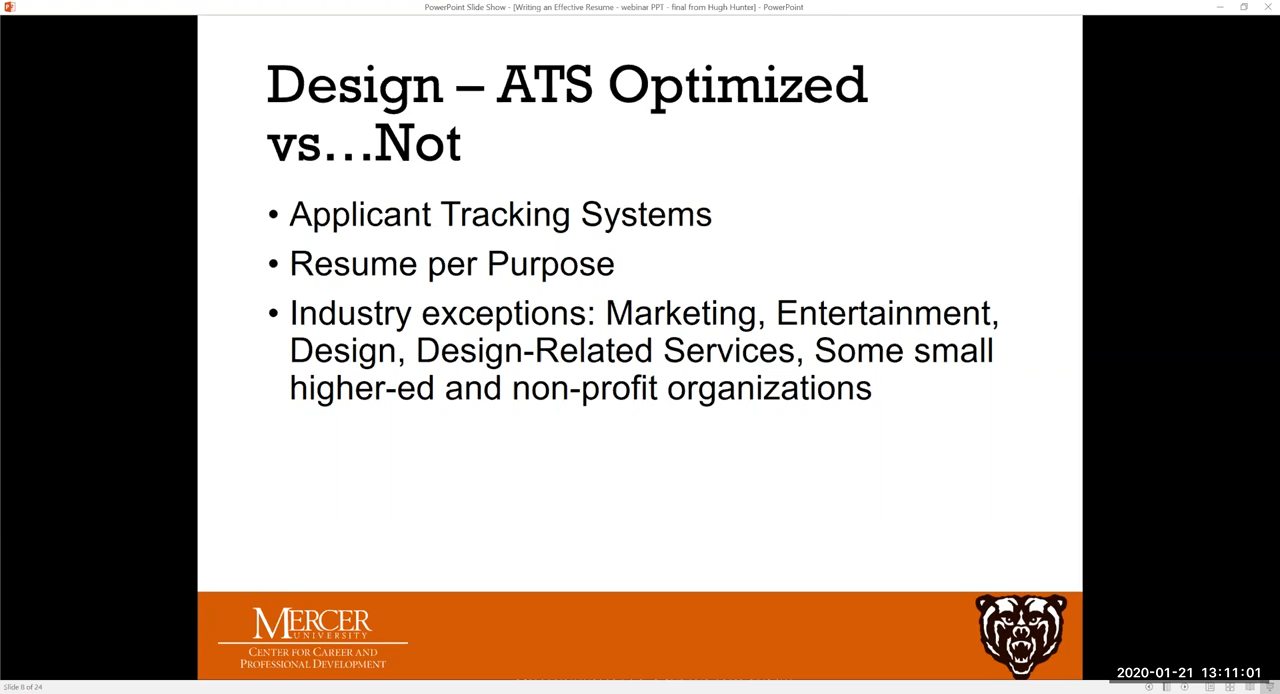 PowerPoint Slide Show - [Writing an Effective Resume - webinar PPT - final from Hugh Hunter] - PowerPoint
Design – ATS Optimized
vs…Not
• Applicant Tracking Systems
• Resume per Purpose
• Industry exceptions: Marketing, Entertainment,
Design, Design-Related Services, Some small
higher-ed and non-profit organizations
MERCER
UNIVERSITY
CENTER FOR CAREER AND
PROFESSIONAL DEVELOPMENT
2020-01-21 13:11:01
Slide 8 of 24